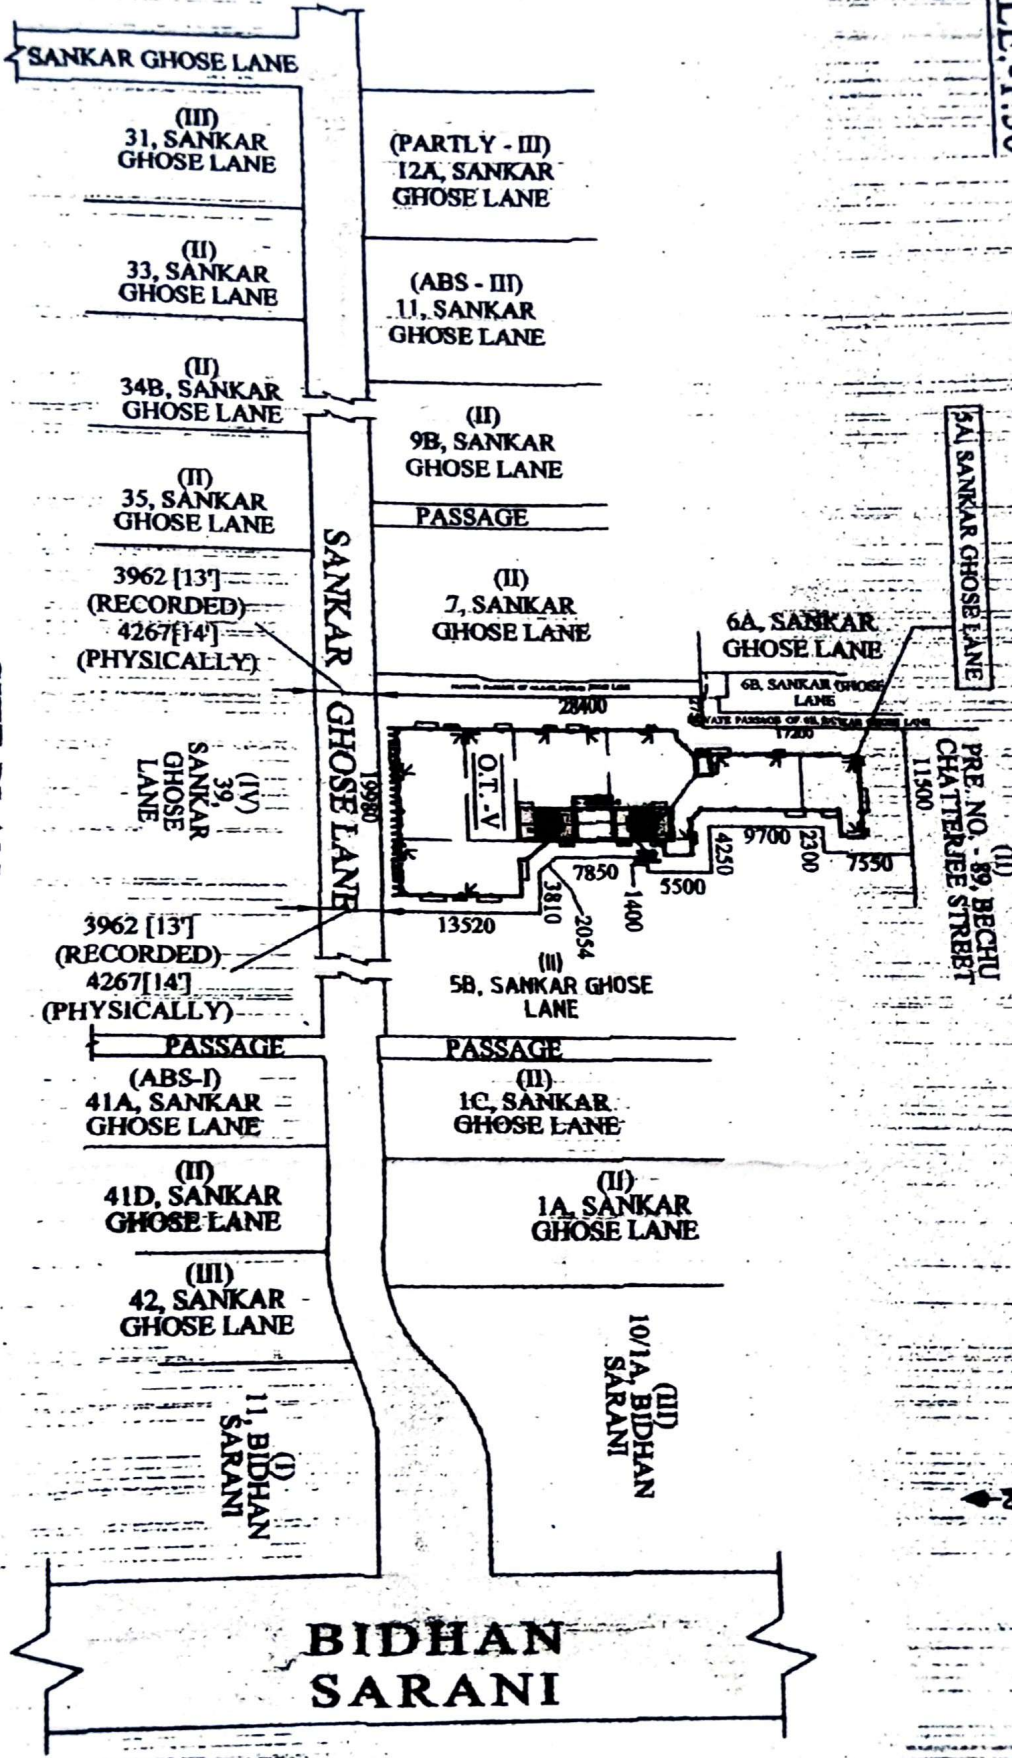 SANKAR GHOSE LANE
(III)
31, SANKAR
GHOSE LANE
(PARTLY - III)
12A, SANKAR
GHOSE LANE
(II)
33, SANKAR
GHOSE LANE
(ABS - III)
11, SANKAR
GHOSE LANE
(II)
34B, SANKAR
GHOSE LANE
(II)
9B, SANKAR
GHOSE LANE
(II)
35, SANKAR
GHOSE LANE
PASSAGE
5A, SANKAR GHOSE LANE
SANKAR GHOSE LANE
3962 [13']
(RECORDED)
4267[14']
(PHYSICALLY)
(II)
7, SANKAR
GHOSE LANE
6A, SANKAR
GHOSE LANE
6B, SANKAR GHOSE
LANE
28400
17200
11500
(II)
PRE. NO. - 89, BECHU
CHATTERJEE STREET
(IV)
39,
SANKAR
GHOSE
LANE
19980
O.T. - V
13520
3810
2054
7850
1400
5500
4250
9700
2300
7550
3962 [13']
(RECORDED)
4267[14']
(PHYSICALLY)
(II)
5B, SANKAR GHOSE
LANE
PASSAGE
PASSAGE
(ABS-I)
41A, SANKAR
GHOSE LANE
(II)
1C, SANKAR
GHOSE LANE
(II)
41D, SANKAR
GHOSE LANE
(II)
1A, SANKAR
GHOSE LANE
(III)
42, SANKAR
GHOSE LANE
(III)
10/1A, BIDHAN
SARANI
(I)
11, BIDHAN
SARANI
BIDHAN
SARANI